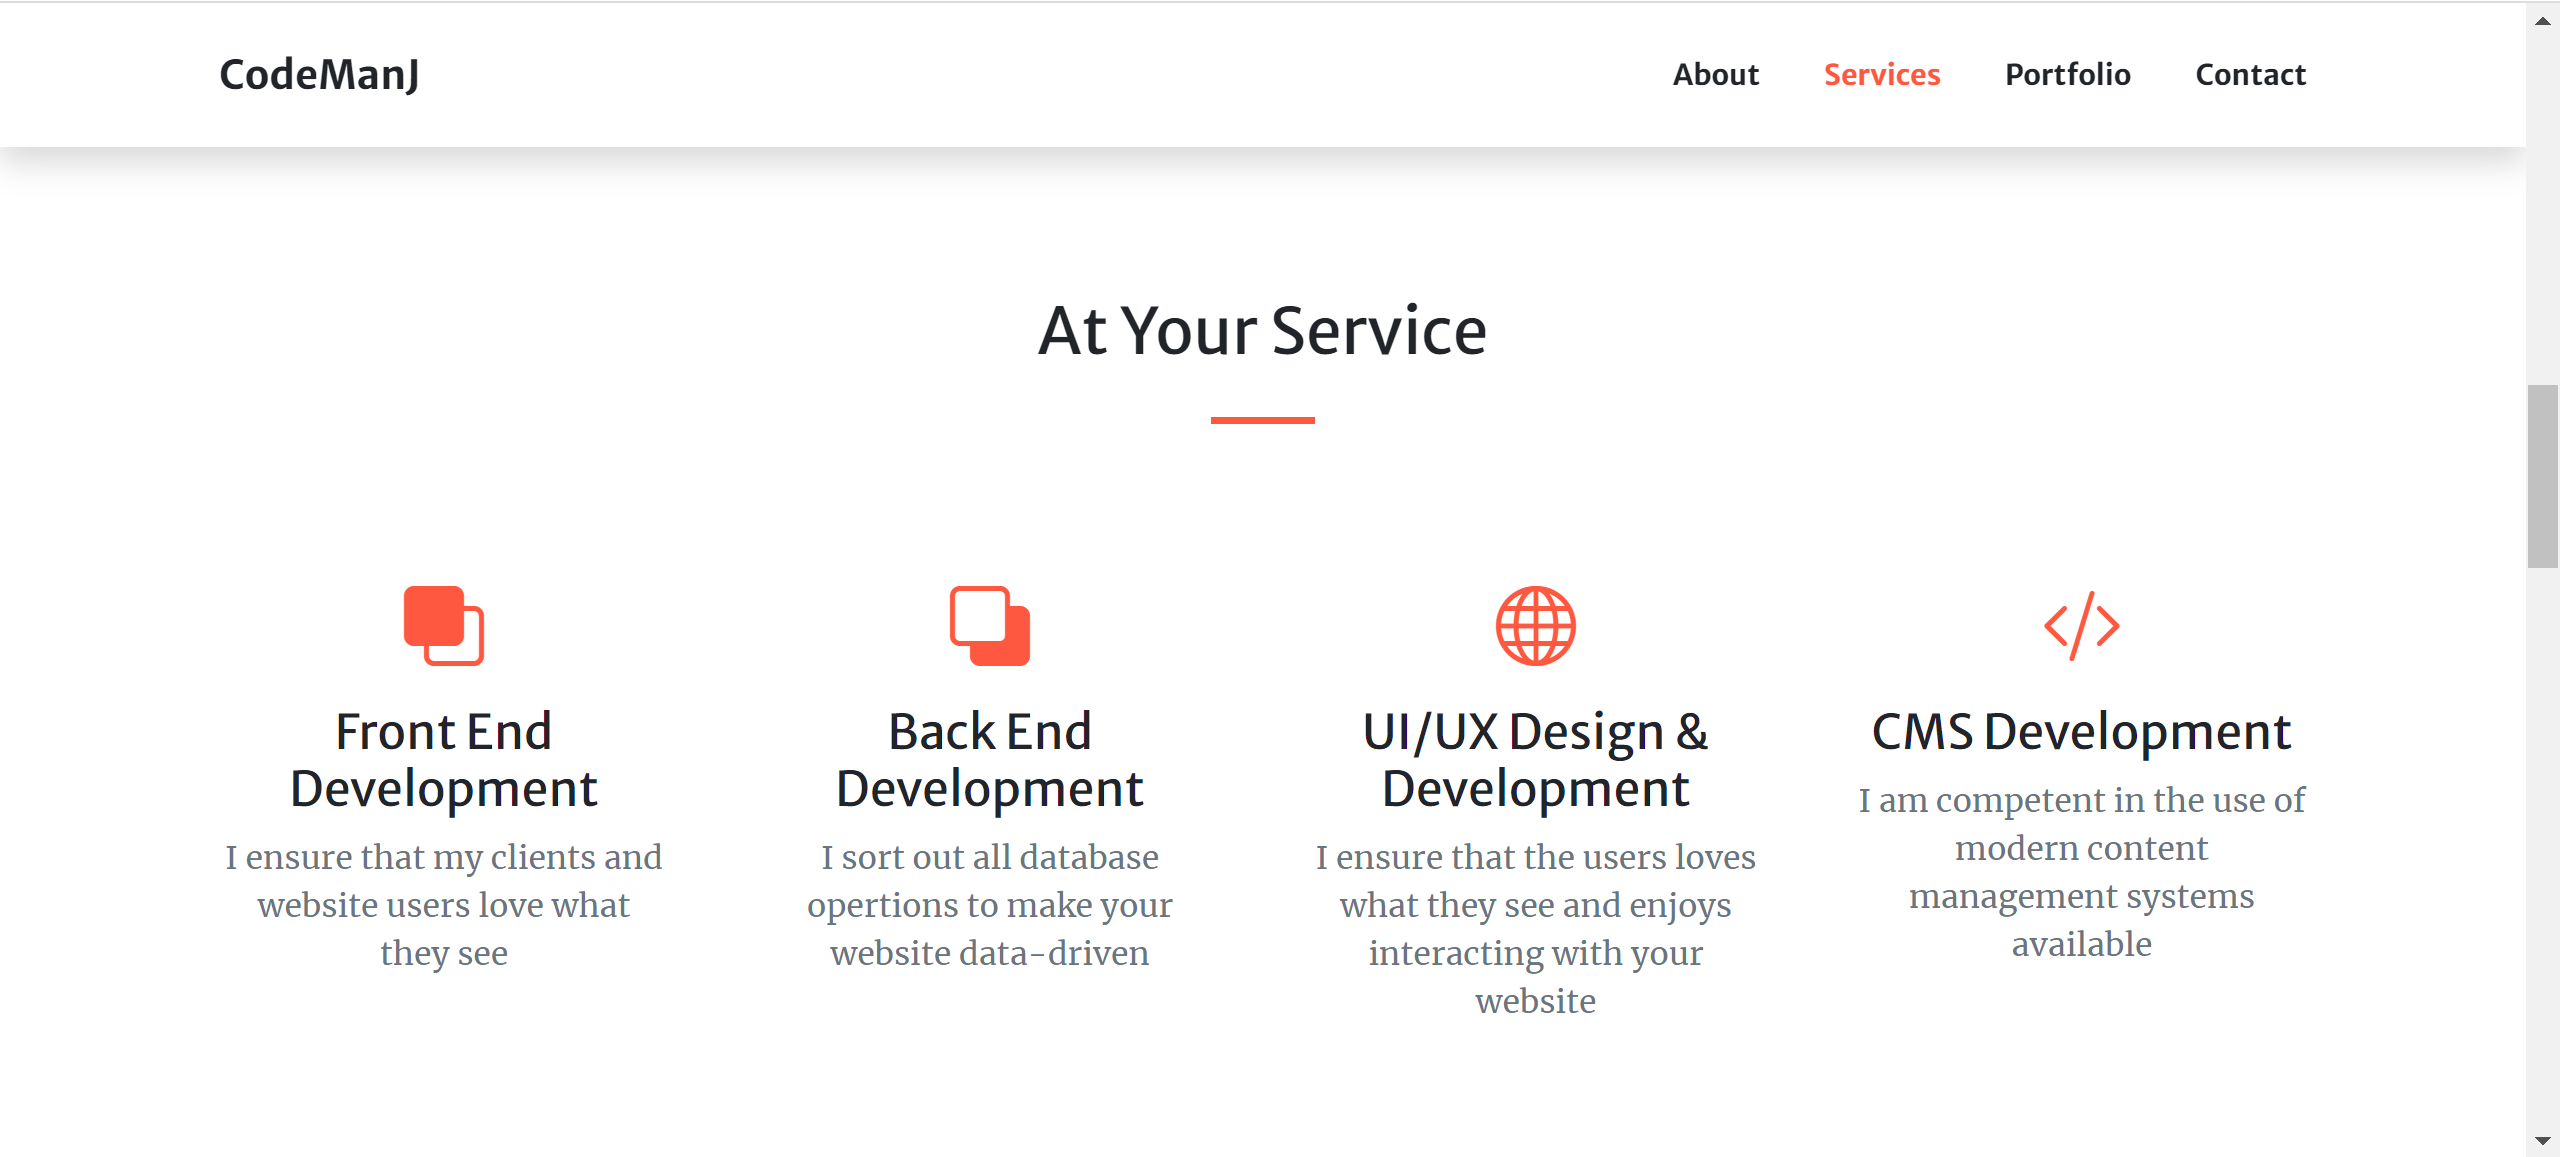 CodeManJ
About Services Portfolio Contact
At Your Service
Front End
Development
I ensure that my clients and
website users love what
they see
Back End
Development
I sort out all database
opertions to make your
website data-driven
UI/UX Design &
Development
I ensure that the users loves
what they see and enjoys
interacting with your
website
CMS Development
I am competent in the use of
modern content
management systems
available